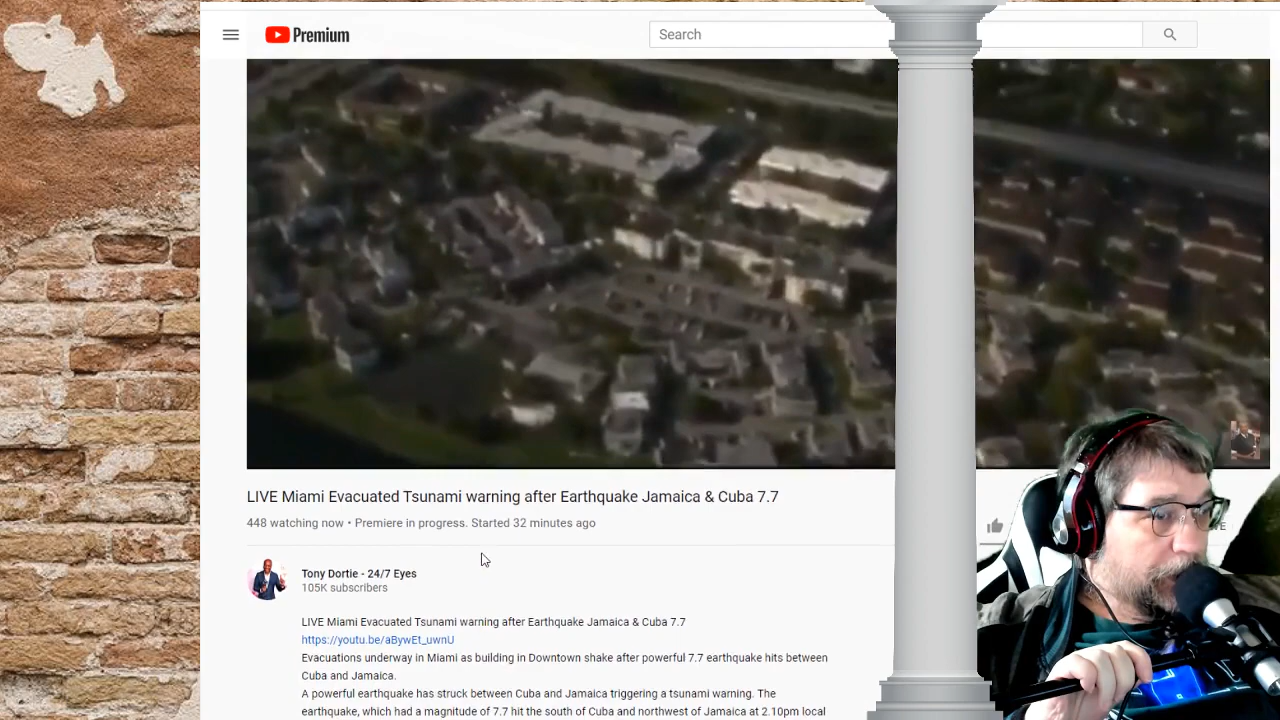 Premium
Search
LIVE Miami Evacuated Tsunami warning after Earthquake Jamaica & Cuba 7.7
448 watching now • Premiere in progress. Started 32 minutes ago
Tony Dortie - 24/7 Eyes
105K subscribers
LIVE Miami Evacuated Tsunami warning after Earthquake Jamaica & Cuba 7.7
https://youtu.be/aBywEt_uwnU
Evacuations underway in Miami as building in Downtown shake after powerful 7.7 earthquake hits between
Cuba and Jamaica.
A powerful earthquake has struck between Cuba and Jamaica triggering a tsunami warning. The
earthquake, which had a magnitude of 7.7 hit the south of Cuba and northwest of Jamaica at 2.10pm local